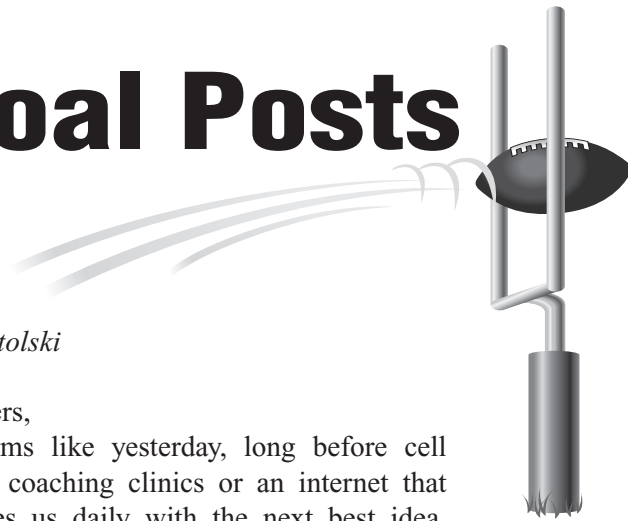 oal Posts
tolski
ers,
ms like yesterday, long before cell
coaching clinics or an internet that
es us daily with the next best idea.